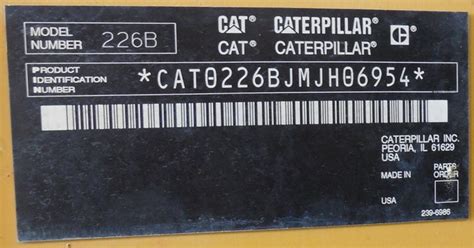 MODEL NUMBER 226B
CAT CATERPILLAR C
CAT® CATERPILLAR®
PRODUCT IDENTIFICATION NUMBER *CAT0226BJMJH06954*
CATERPILLAR INC.
PEORIA, IL 61629
USA
PARTS/ ORDER
MADE IN
USA
239-6986